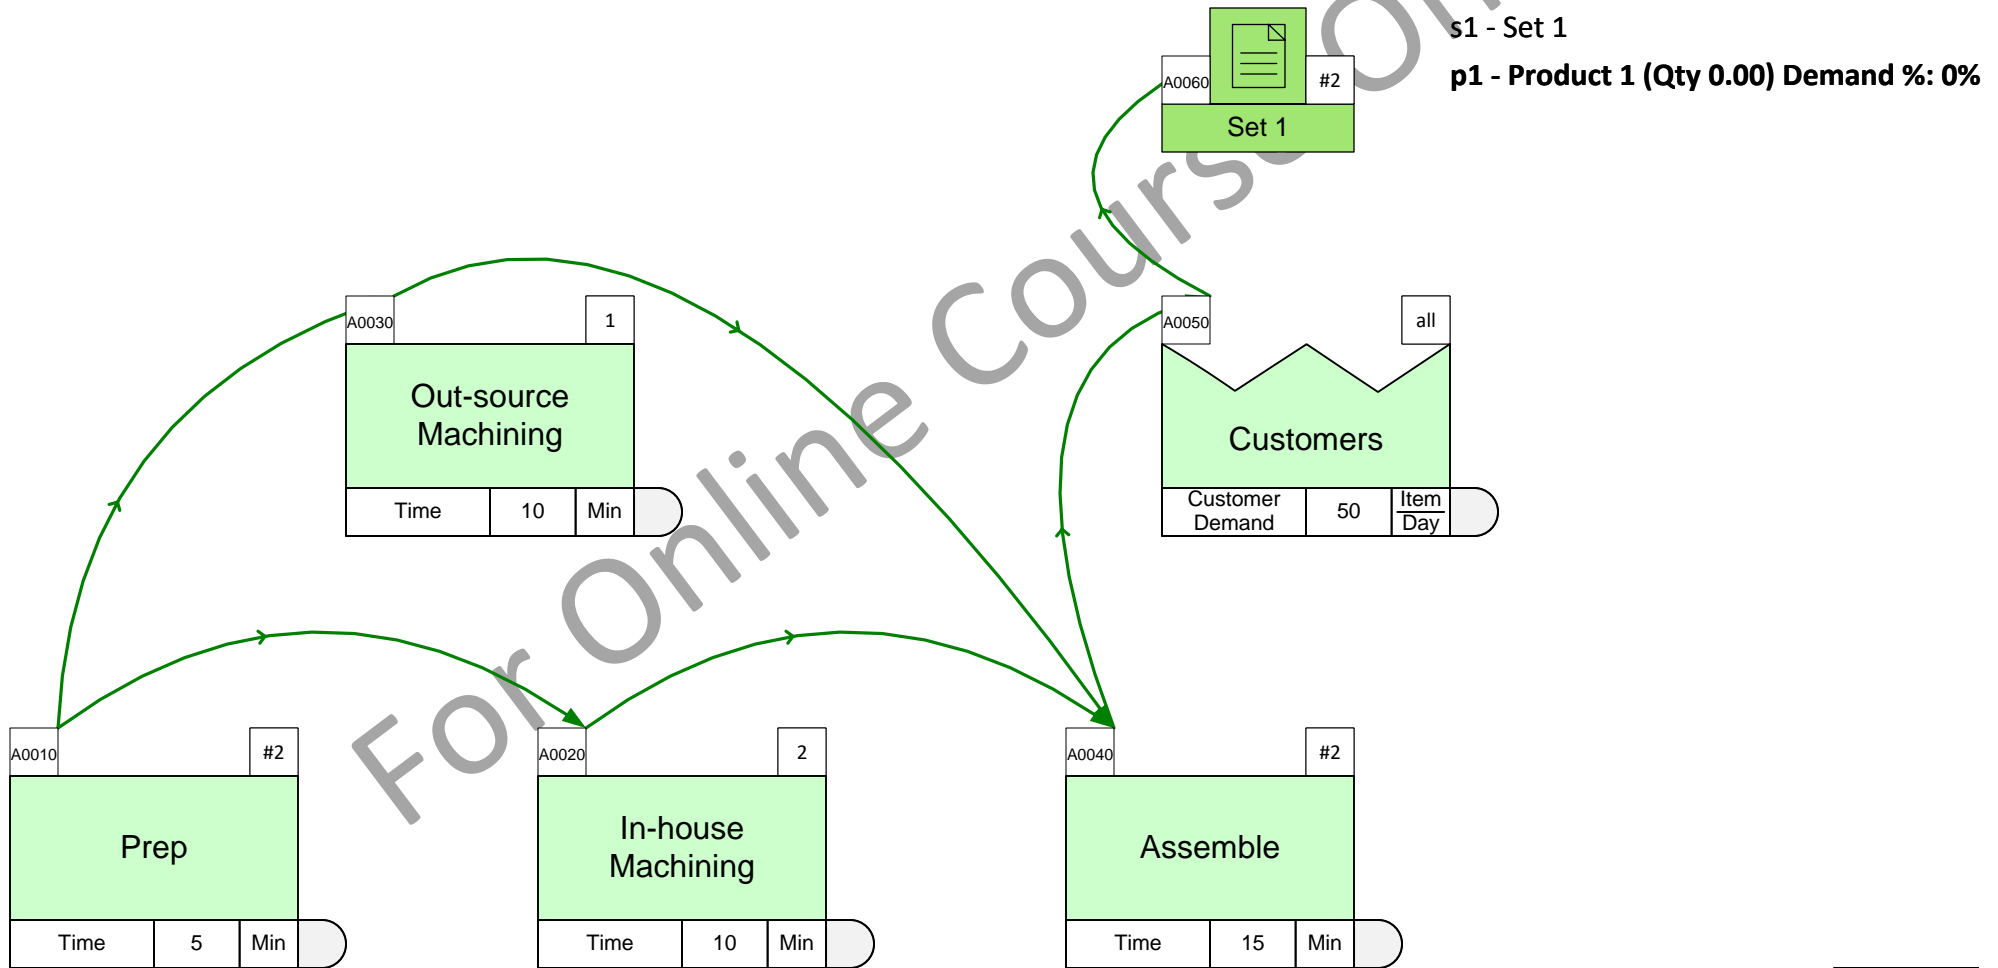 s1 - Set 1
p1 - Product 1 (Qty 0.00) Demand %: 0%
A0060
#2
Set 1
A0030
1
Out-source
Machining
Time 10 Min
A0050
all
Customers
Customer
Demand
50
Item
Day
A0010
#2
Prep
Time 5 Min
A0020
2
In-house
Machining
Time 10 Min
A0040
#2
Assemble
Time 15 Min
For Online Course On